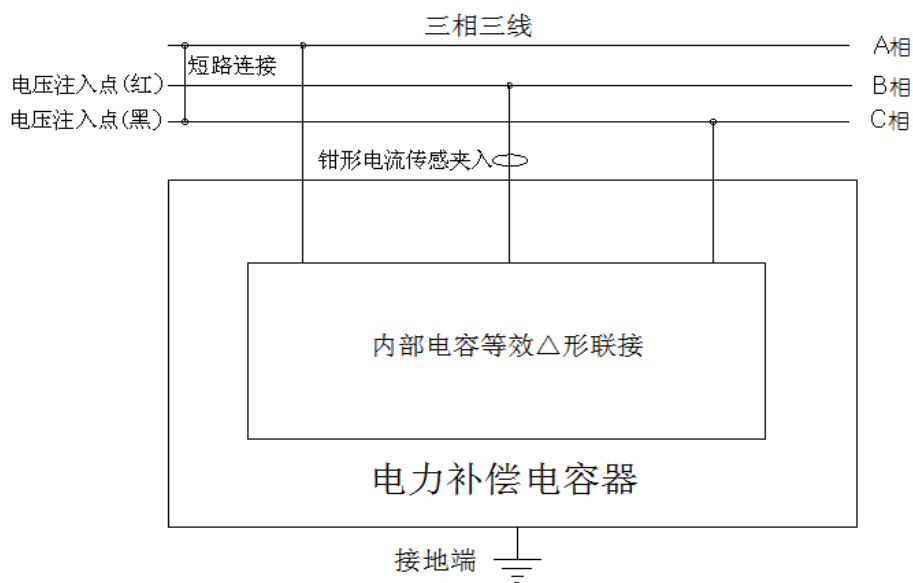 三相三线
A相
短路连接
电压注入点(红)
B相
电压注入点(黑)
C相
钳形电流传感夹入
内部电容等效△形联接
电力补偿电容器
接地端